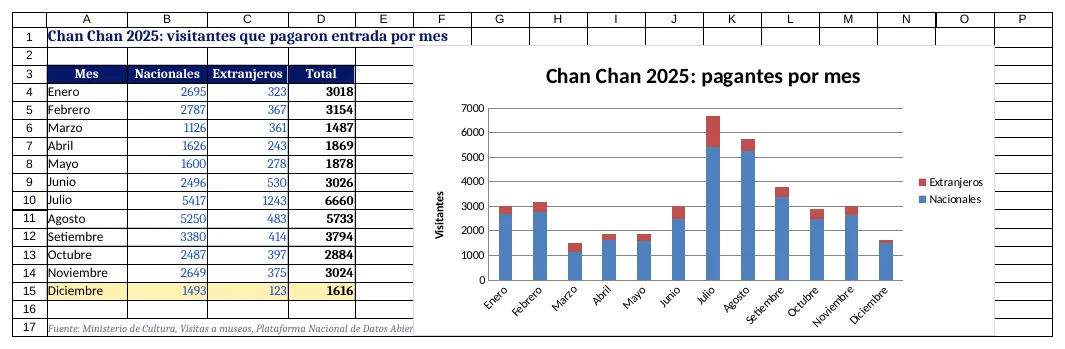 A B C D E F G H I J K L M N O P
1 Chan Chan 2025: visitantes que pagaron entrada por mes
2
3 Mes Nacionales Extranjeros Total
4 Enero 2695 323 3018
5 Febrero 2787 367 3154
6 Marzo 1126 361 1487
7 Abril 1626 243 1869
8 Mayo 1600 278 1878
9 Junio 2496 530 3026
10 Julio 5417 1243 6660
11 Agosto 5250 483 5733
12 Setiembre 3380 414 3794
13 Octubre 2487 397 2884
14 Noviembre 2649 375 3024
15 Diciembre 1493 123 1616
16
17 Fuente: Ministerio de Cultura, Visitas a museos, Plataforma Nacional de Datos Abier
Chan Chan 2025: pagantes por mes
Visitantes
7000
6000
5000
4000
3000
2000
1000
0
Enero Febrero Marzo Abril Mayo Junio Julio Agosto Setiembre Octubre Noviembre Diciembre
Extranjeros
Nacionales